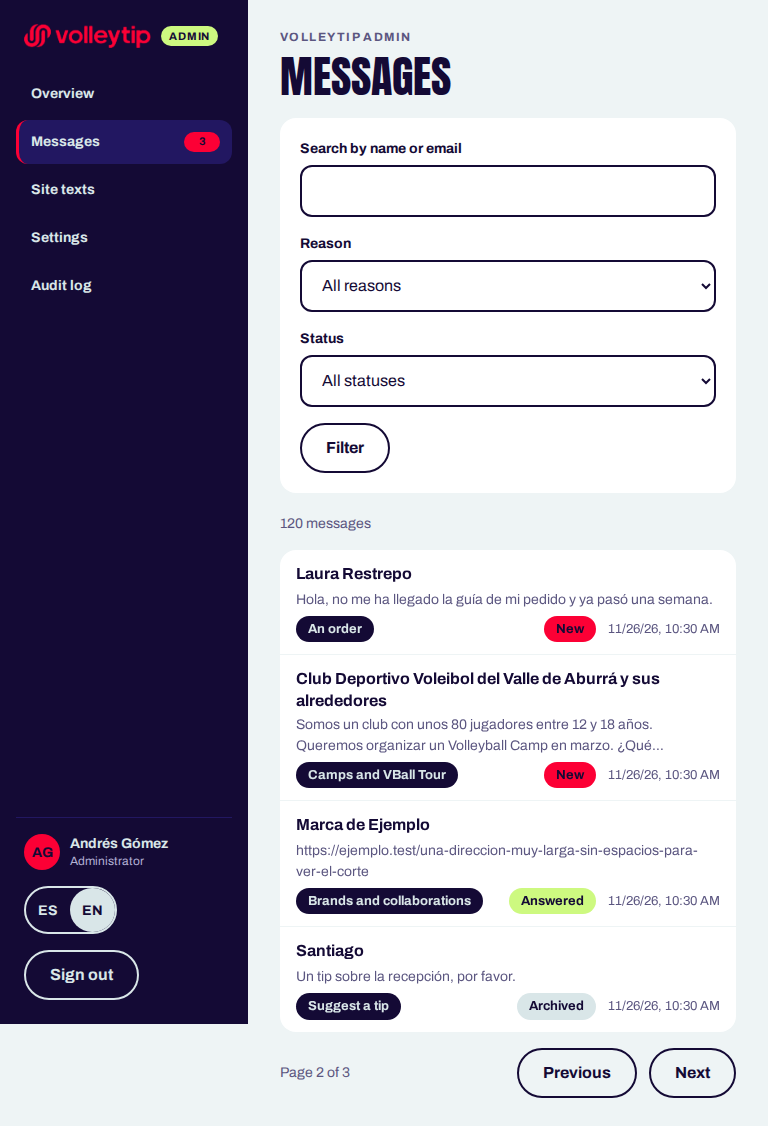 volleytip ADMIN
Overview
Messages 3
Site texts
Settings
Audit log
Andrés Gómez
AG
Administrator
ES EN
Sign out
VOLLEYTIP ADMIN
MESSAGES
Search by name or email
Reason
All reasons
Status
All statuses
Filter
120 messages
Laura Restrepo
Hola, no me ha llegado la guía de mi pedido y ya pasó una semana.
An order New 11/26/26, 10:30 AM
Club Deportivo Voleibol del Valle de Aburrá y sus
alrededores
Somos un club con unos 80 jugadores entre 12 y 18 años.
Queremos organizar un Volleyball Camp en marzo. ¿Qué…
Camps and VBall Tour New 11/26/26, 10:30 AM
Marca de Ejemplo
https://ejemplo.test/una-direccion-muy-larga-sin-espacios-para-
ver-el-corte
Brands and collaborations Answered 11/26/26, 10:30 AM
Santiago
Un tip sobre la recepción, por favor.
Suggest a tip Archived 11/26/26, 10:30 AM
Page 2 of 3 Previous Next